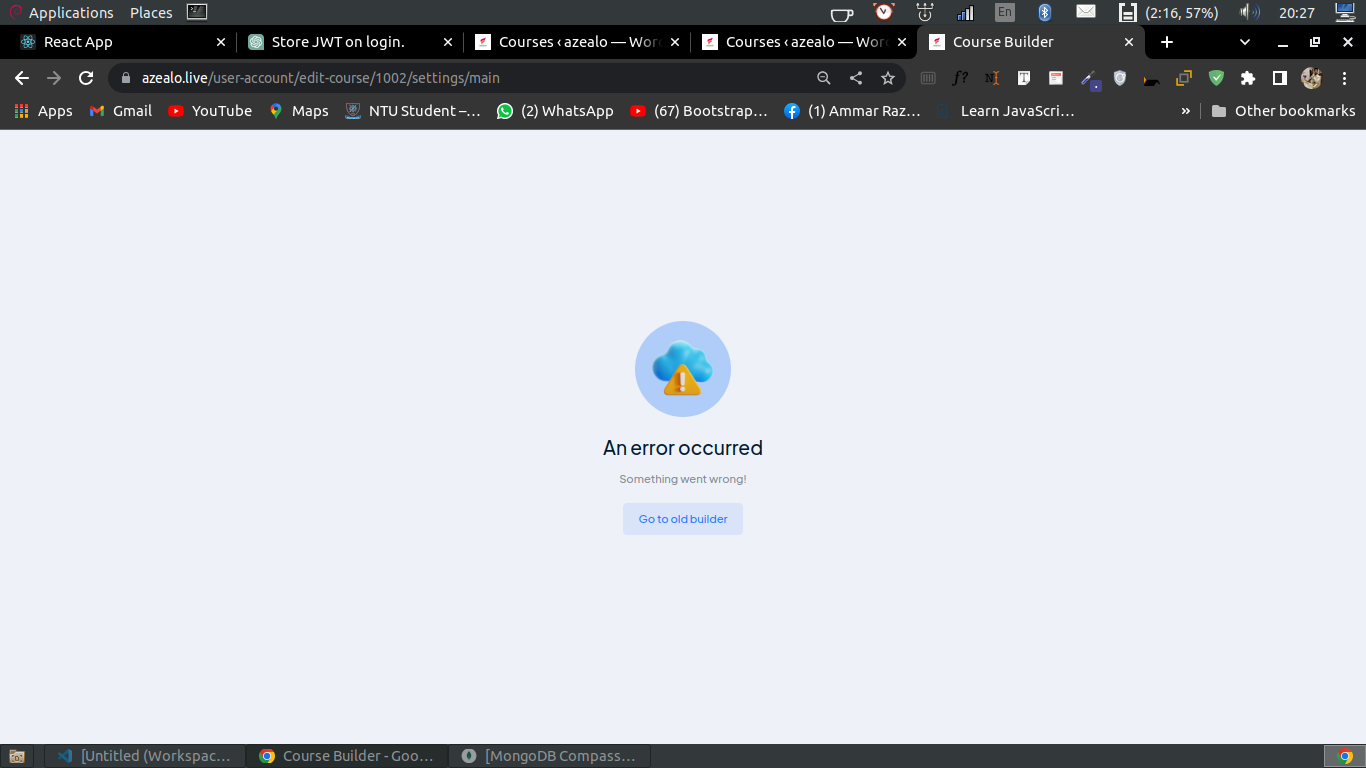 Applications Places En (2:16, 57%) 20:27
React App Store JWT on login. Courses ‹ azealo — Wor Courses ‹ azealo — Wor Course Builder
azealo.live/user-account/edit-course/1002/settings/main
Apps Gmail YouTube Maps NTU Student –… (2) WhatsApp (67) Bootstrap… (1) Ammar Raz… Learn JavaScri… » Other bookmarks
An error occurred
Something went wrong!
Go to old builder
[Untitled (Workspac… Course Builder - Goo… [MongoDB Compass…